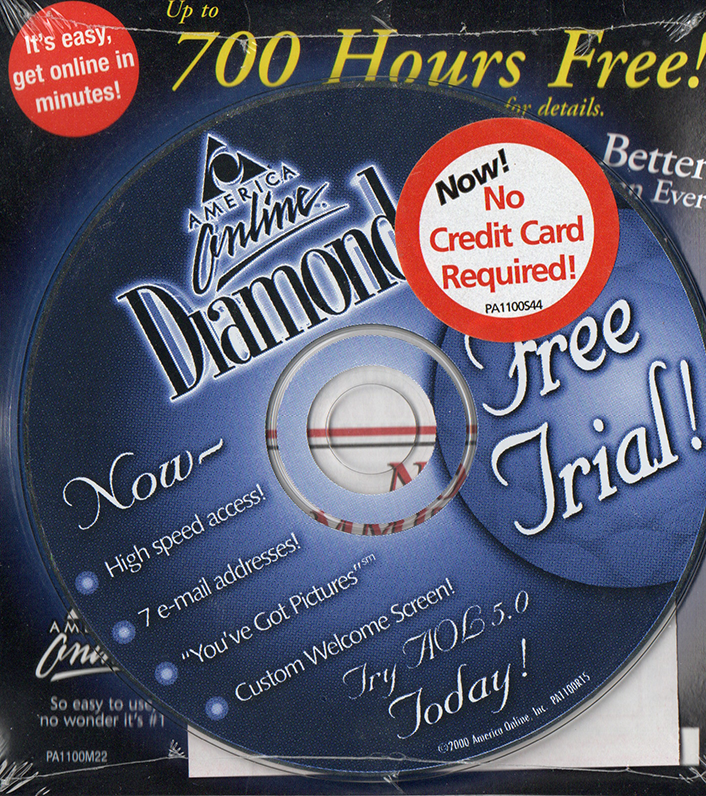 It's easy,
get online in
minutes!
Up to
700 Hours Free!
for details.
Better
Ever
AMERICA
Online®
Diamond
Now!
No
Credit Card
Required!
PA1100S44
Free
Trial!
Now~
High speed access!
7 e-mail addresses!
"You've Got Pictures"℠
Custom Welcome Screen!
Try AOL 5.0
Today!
©2000 America Online, Inc PA1100R15
So easy to use,
no wonder it's #1
PA1100M22